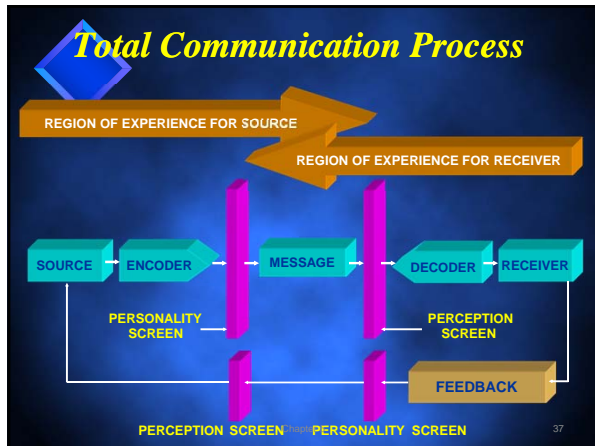 Total Communication Process
REGION OF EXPERIENCE FOR SOURCE
REGION OF EXPERIENCE FOR RECEIVER
SOURCE
ENCODER
MESSAGE
DECODER
RECEIVER
PERSONALITY
SCREEN
PERCEPTION
SCREEN
FEEDBACK
PERCEPTION SCREEN
PERSONALITY SCREEN
37